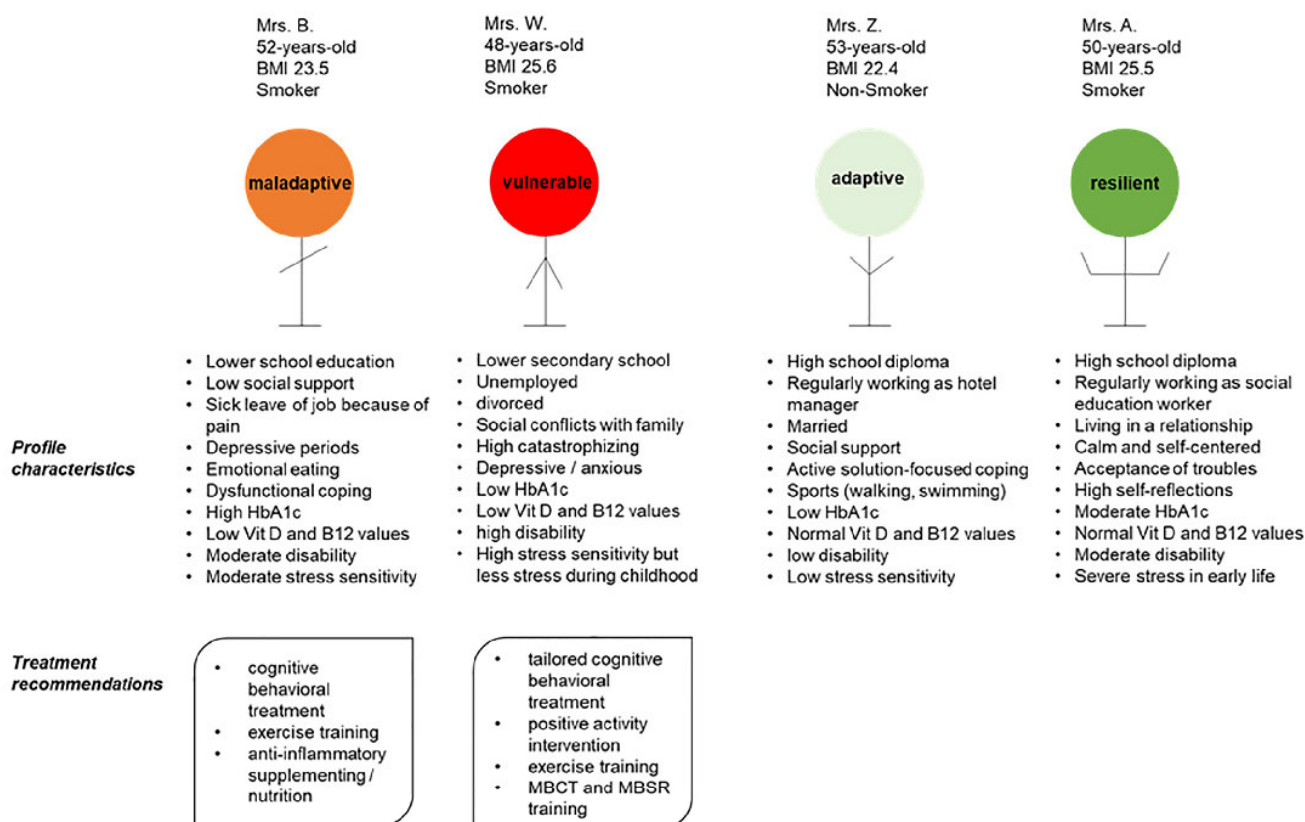 Mrs. B.
52-years-old
BMI 23.5
Smoker
Mrs. W.
48-years-old
BMI 25.6
Smoker
Mrs. Z.
53-years-old
BMI 22.4
Non-Smoker
Mrs. A.
50-years-old
BMI 25.5
Smoker
maladaptive
vulnerable
adaptive
resilient
Profile
characteristics
• Lower school education
• Low social support
• Sick leave of job because of
pain
• Depressive periods
• Emotional eating
• Dysfunctional coping
• High HbA1c
• Low Vit D and B12 values
• Moderate disability
• Moderate stress sensitivity
• Lower secondary school
• Unemployed
• divorced
• Social conflicts with family
• High catastrophizing
• Depressive / anxious
• Low HbA1c
• Low Vit D and B12 values
• high disability
• High stress sensitivity but
less stress during childhood
• High school diploma
• Regularly working as hotel
manager
• Married
• Social support
• Active solution-focused coping
• Sports (walking, swimming)
• Low HbA1c
• Normal Vit D and B12 values
• low disability
• Low stress sensitivity
• High school diploma
• Regularly working as social
education worker
• Living in a relationship
• Calm and self-centered
• Acceptance of troubles
• High self-reflections
• Moderate HbA1c
• Normal Vit D and B12 values
• Moderate disability
• Severe stress in early life
Treatment
recommendations
• cognitive
behavioral
treatment
• exercise training
• anti-inflammatory
supplementing /
nutrition
• tailored cognitive
behavioral
treatment
• positive activity
intervention
• exercise training
• MBCT and MBSR
training